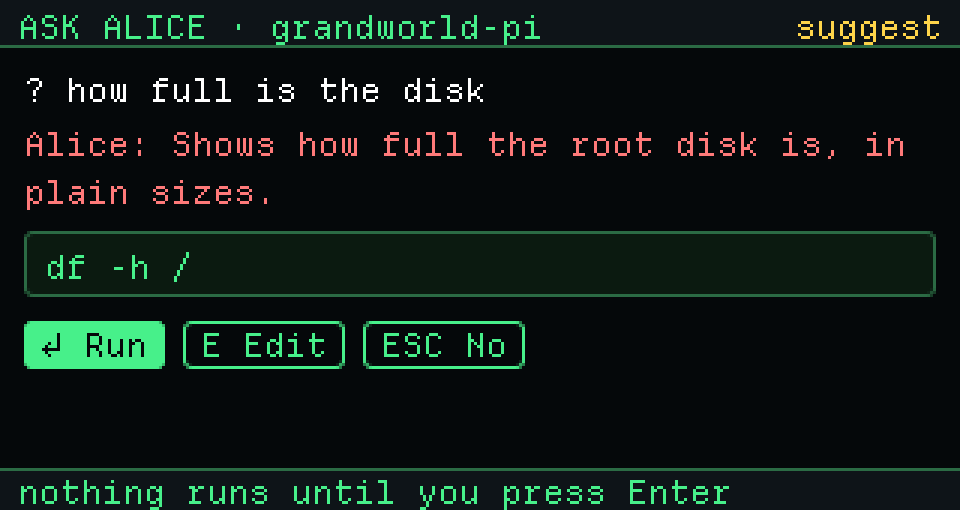 ASK ALICE · grandworld-pi suggest
? how full is the disk
Alice: Shows how full the root disk is, in
plain sizes.
df -h /
↲ Run E Edit ESC No
nothing runs until you press Enter